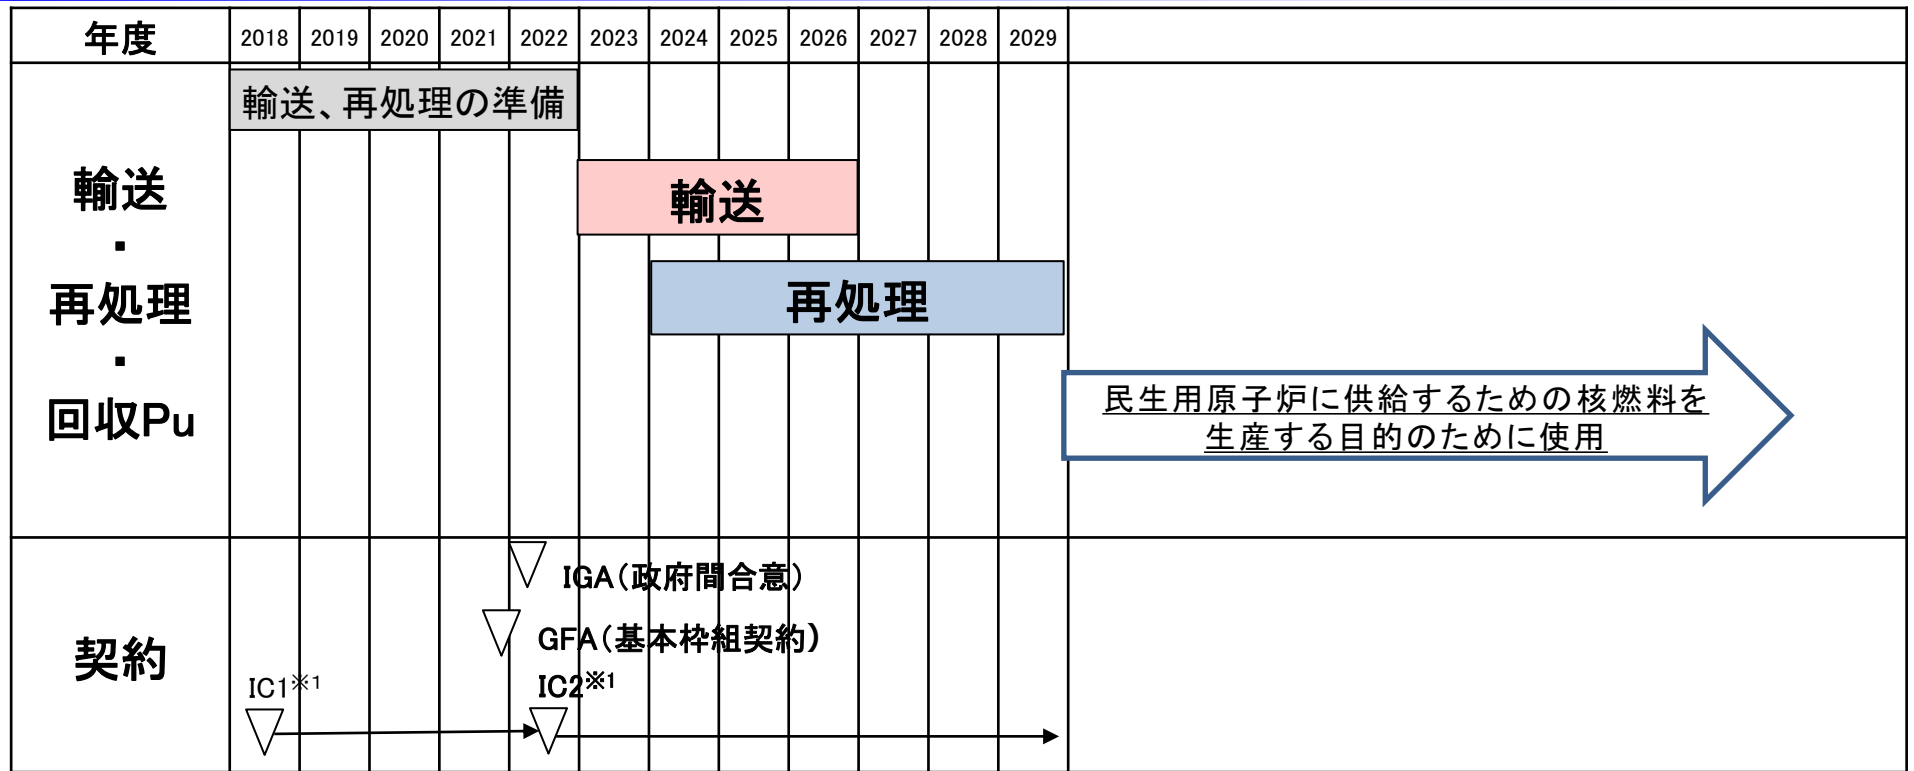 年度 2018 2019 2020 2021 2022 2023 2024 2025 2026 2027 2028 2029
輸送、再処理の準備
輸送
・
再処理
・
回収Pu
輸送
再処理
民生用原子炉に供給するための核燃料を
生産する目的のために使用
契約
IGA(政府間合意)
GFA(基本枠組契約)
IC1※1
IC2※1